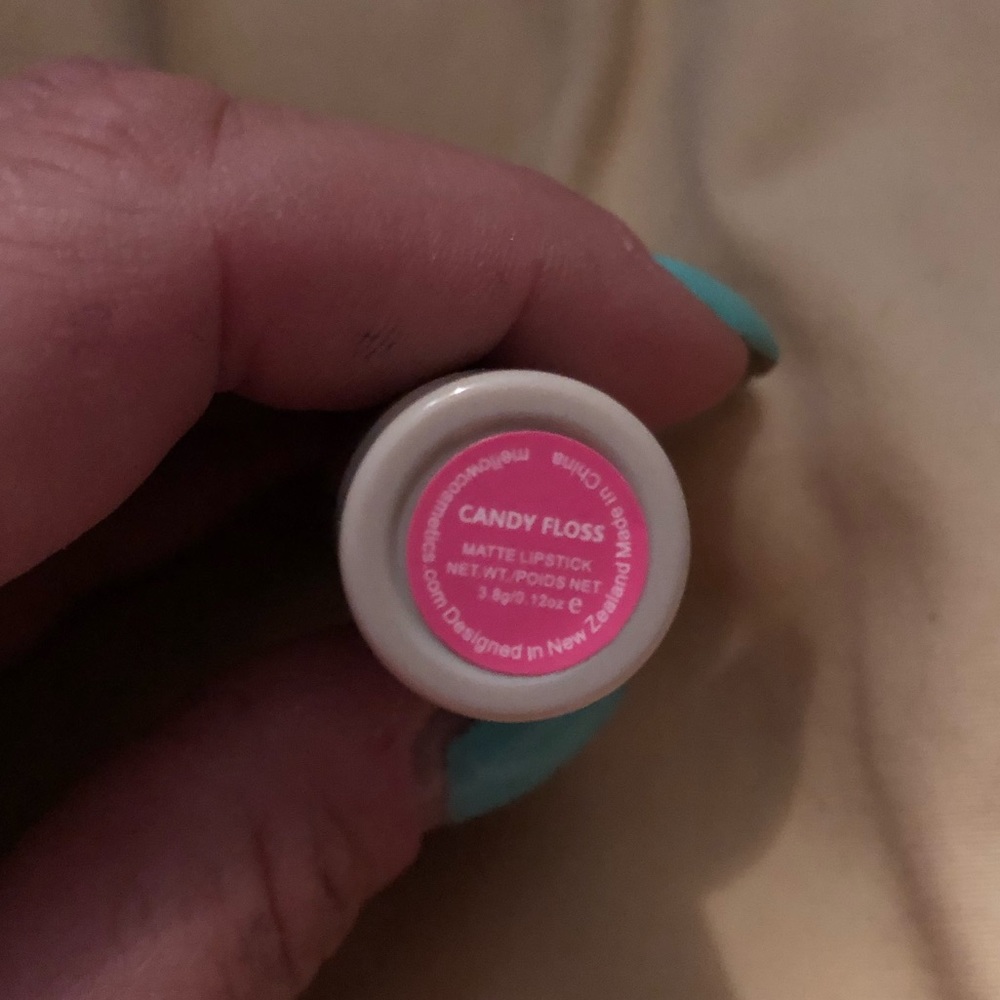 CANDY FLOSS
MATTE LIPSTICK
NET.WT./POIDS NET
3.8g/0.12oz e
mellowcosmetics.com Designed in New Zealand Made in China